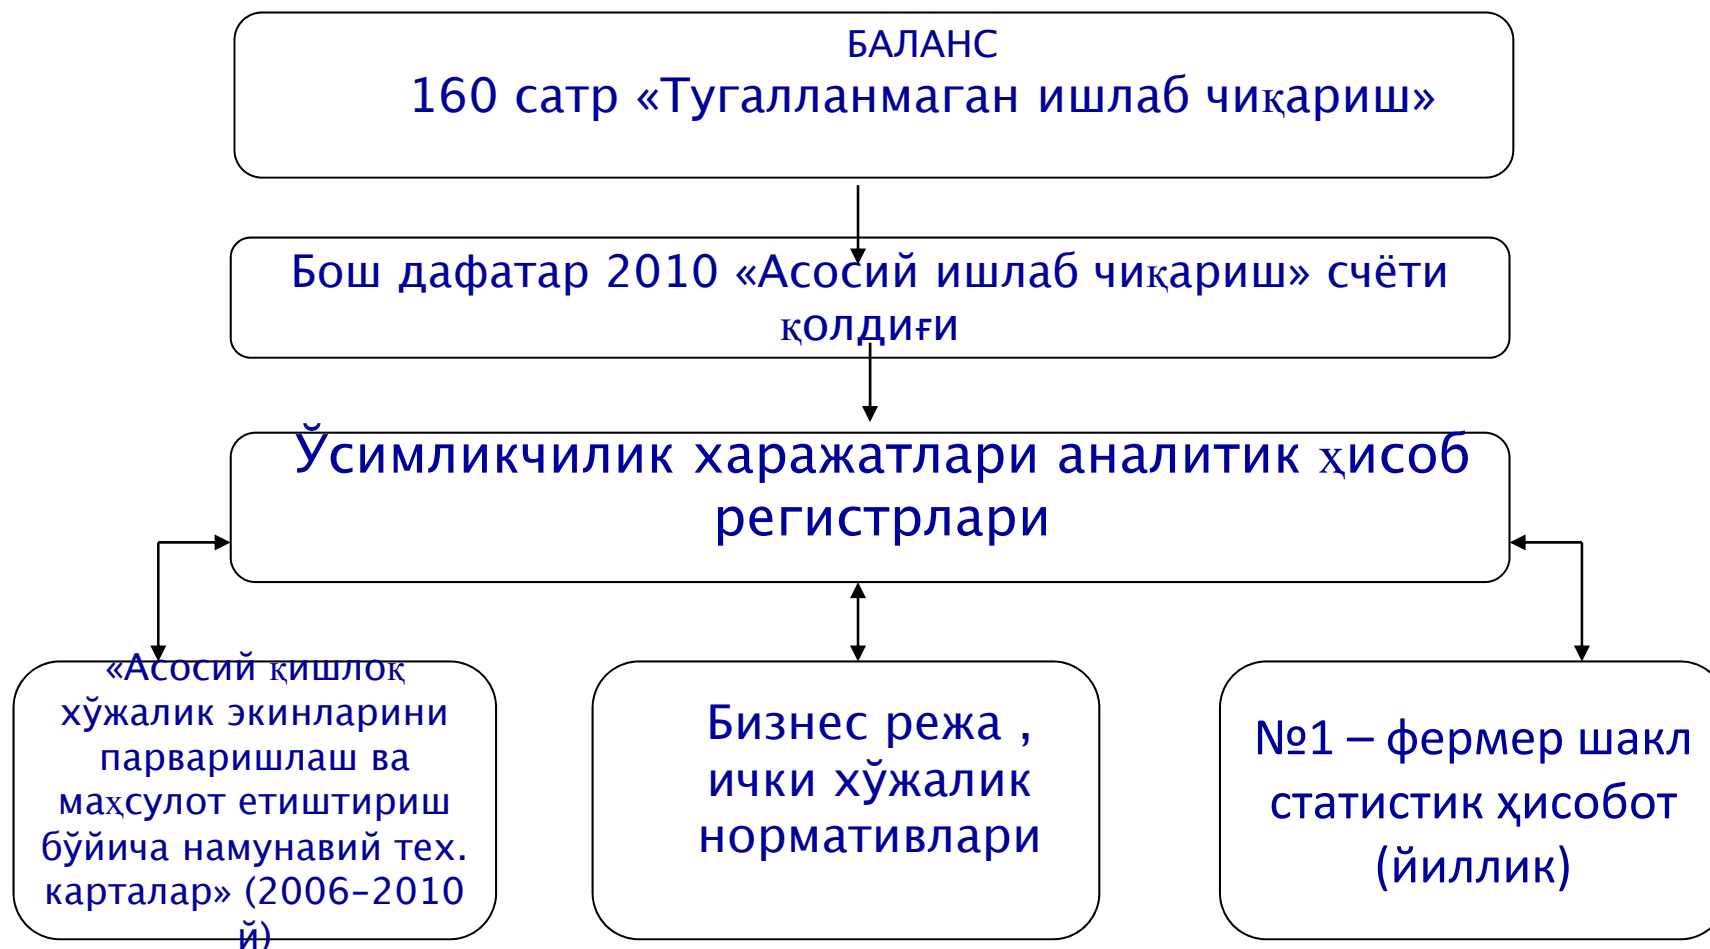 БАЛАНС
160 сатр «Тугалланмаган ишлаб чиқариш»
Бош дафатар 2010 «Асосий ишлаб чиқариш» счёти
қолдиғи
Ўсимликчилик харажатлари аналитик ҳисоб
регистрлари
«Асосий қишлоқ
хўжалик экинларини
парваришлаш ва
маҳсулот етиштириш
бўйича намунавий тех.
карталар» (2006–2010
й)
Бизнес режа ,
ички хўжалик
нормативлари
№1 – фермер шакл
статистик ҳисобот
(йиллик)